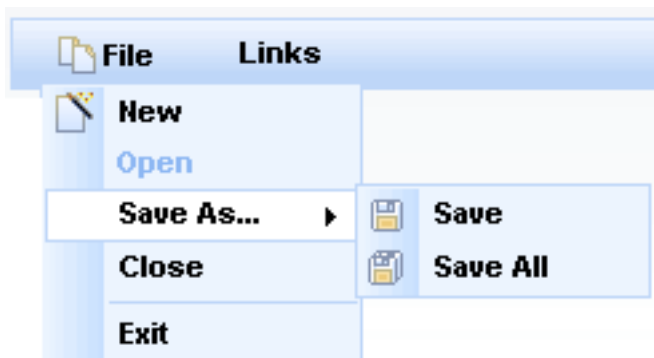 File Links
New
Open
Save As...
Save
Save All
Close
Exit